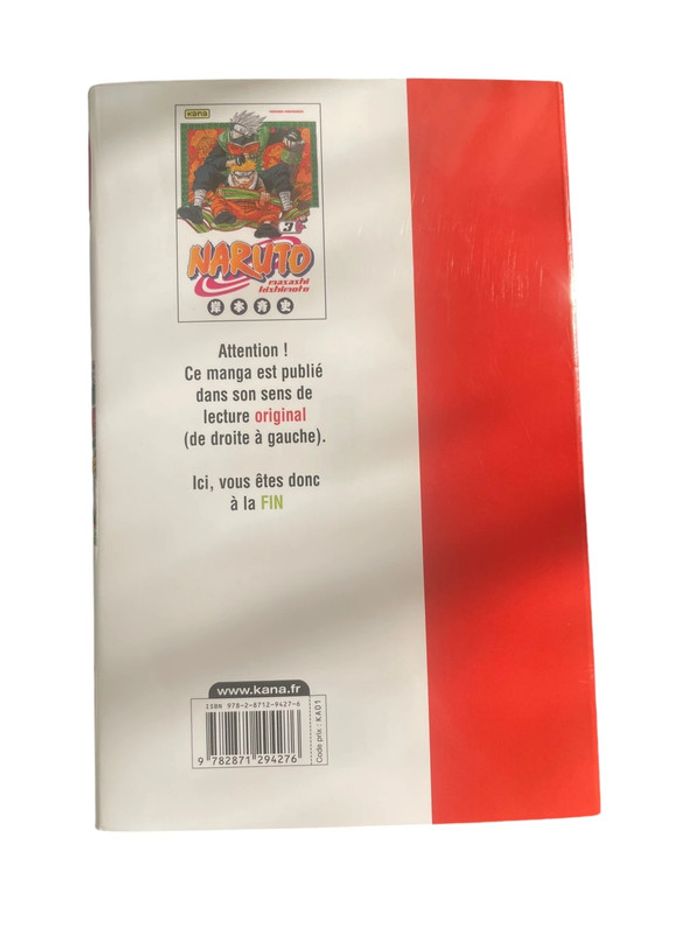 KANA
3
NARUTO
masashi
kishimoto
岸本斉史
Attention !
Ce manga est publié
dans son sens de
lecture original
(de droite à gauche).
Ici, vous êtes donc
à la FIN
www.kana.fr
ISBN 978-2-8712-9427-6
9 782871 294276
Code prix : KA01